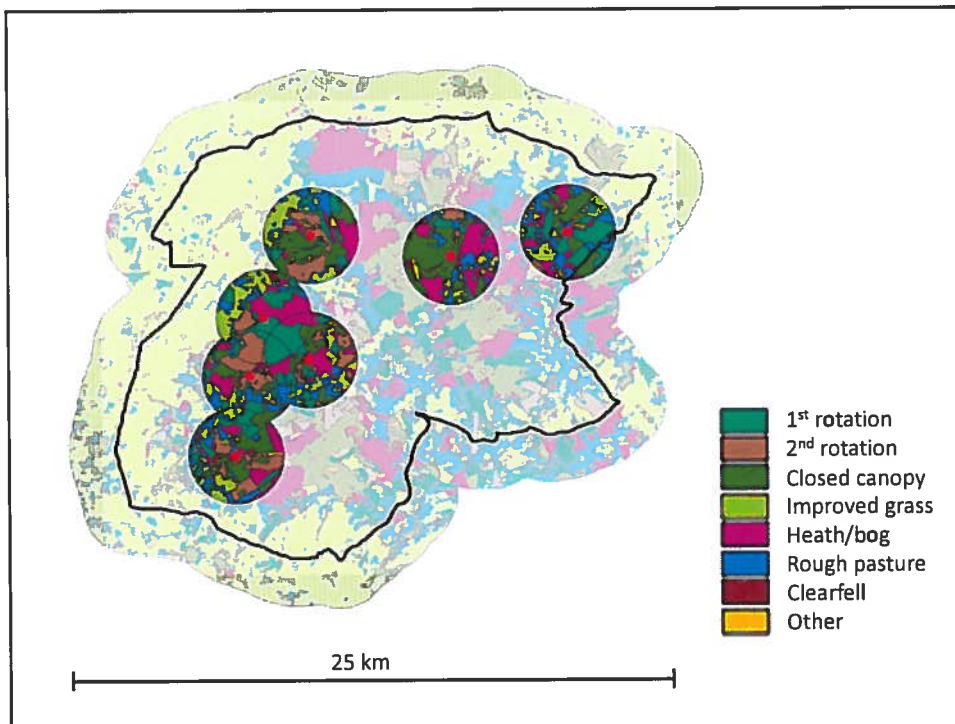 1st rotation
2nd rotation
Closed canopy
Improved grass
Heath/bog
Rough pasture
Clearfell
Other
25 km